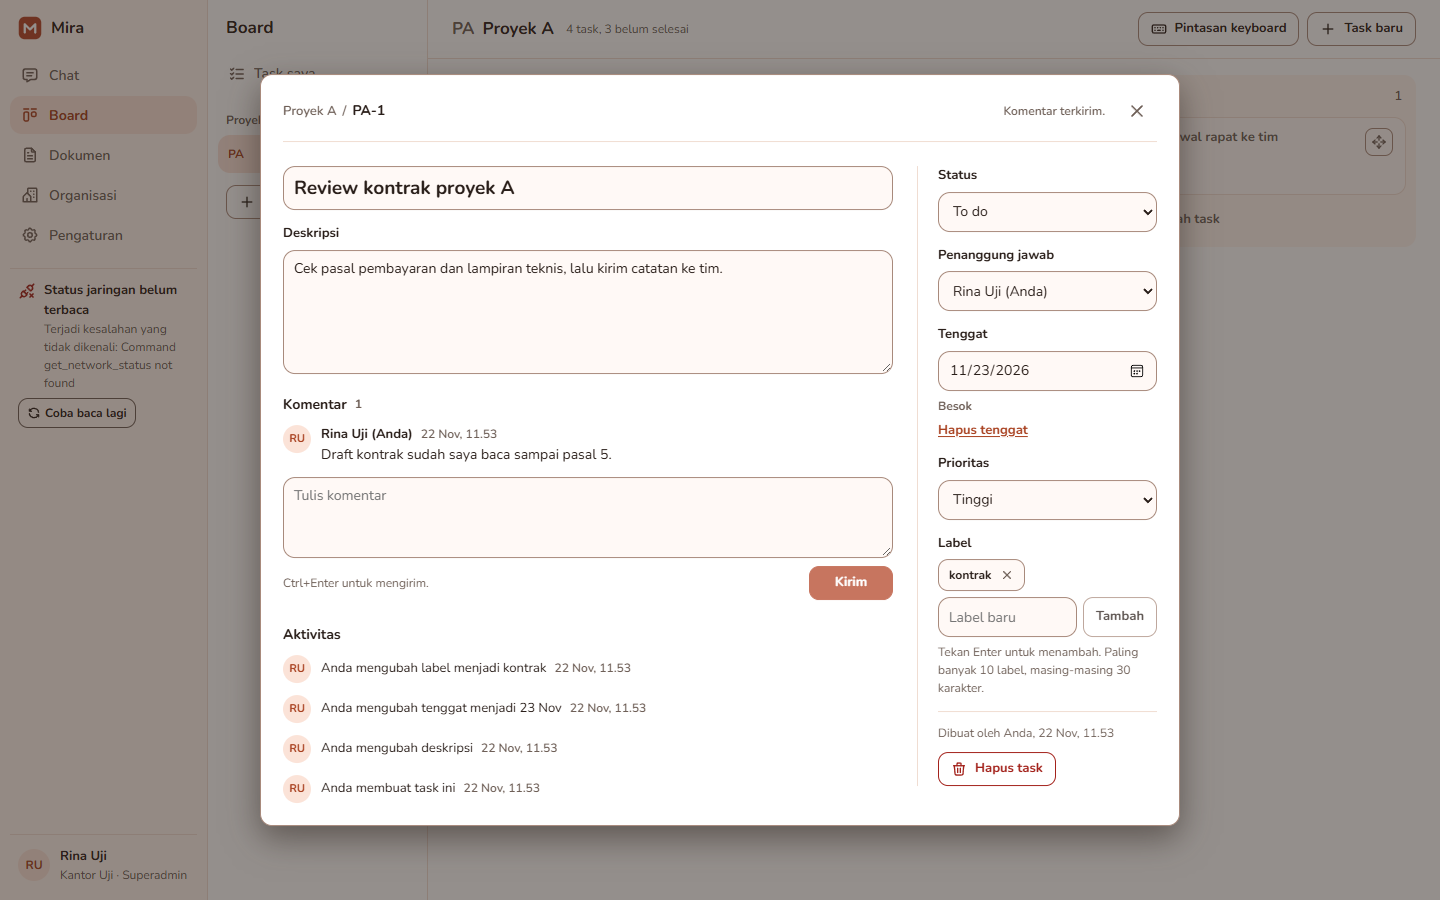 Mira
Chat
Board
Dokumen
Organisasi
Pengaturan
Status jaringan belum
terbaca
Terjadi kesalahan yang
tidak dikenali: Command
get_network_status not
found
Coba baca lagi
Rina Uji
RU
Kantor Uji · Superadmin
Board
Task saya
PA
PA Proyek A 4 task, 3 belum selesai
Pintasan keyboard
Task baru
1
rapat ke tim
task
Proyek A / PA-1
Komentar terkirim.
Review kontrak proyek A
Deskripsi
Cek pasal pembayaran dan lampiran teknis, lalu kirim catatan ke tim.
Komentar 1
RU Rina Uji (Anda) 22 Nov, 11.53
Draft kontrak sudah saya baca sampai pasal 5.
Tulis komentar
Ctrl+Enter untuk mengirim.
Kirim
Aktivitas
RU Anda mengubah label menjadi kontrak 22 Nov, 11.53
RU Anda mengubah tenggat menjadi 23 Nov 22 Nov, 11.53
RU Anda mengubah deskripsi 22 Nov, 11.53
RU Anda membuat task ini 22 Nov, 11.53
Status
To do
Penanggung jawab
Rina Uji (Anda)
Tenggat
11/23/2026
Besok
Hapus tenggat
Prioritas
Tinggi
Label
kontrak
Label baru
Tambah
Tekan Enter untuk menambah. Paling
banyak 10 label, masing-masing 30
karakter.
Dibuat oleh Anda, 22 Nov, 11.53
Hapus task